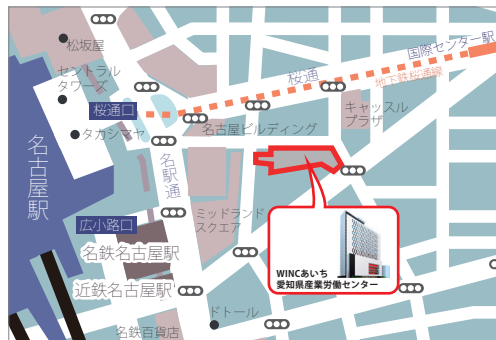 松坂屋
セントラル
タワーズ
桜通口
タカシマヤ
名古屋駅
広小路口
名鉄名古屋駅
近鉄名古屋駅
名鉄百貨店
名駅通
桜通
国際センター駅
地下鉄桜通線
キャッスル
プラザ
名古屋ビルディング
ミッドランド
スクエア
ドトール
WINCあいち
愛知県産業労働センター